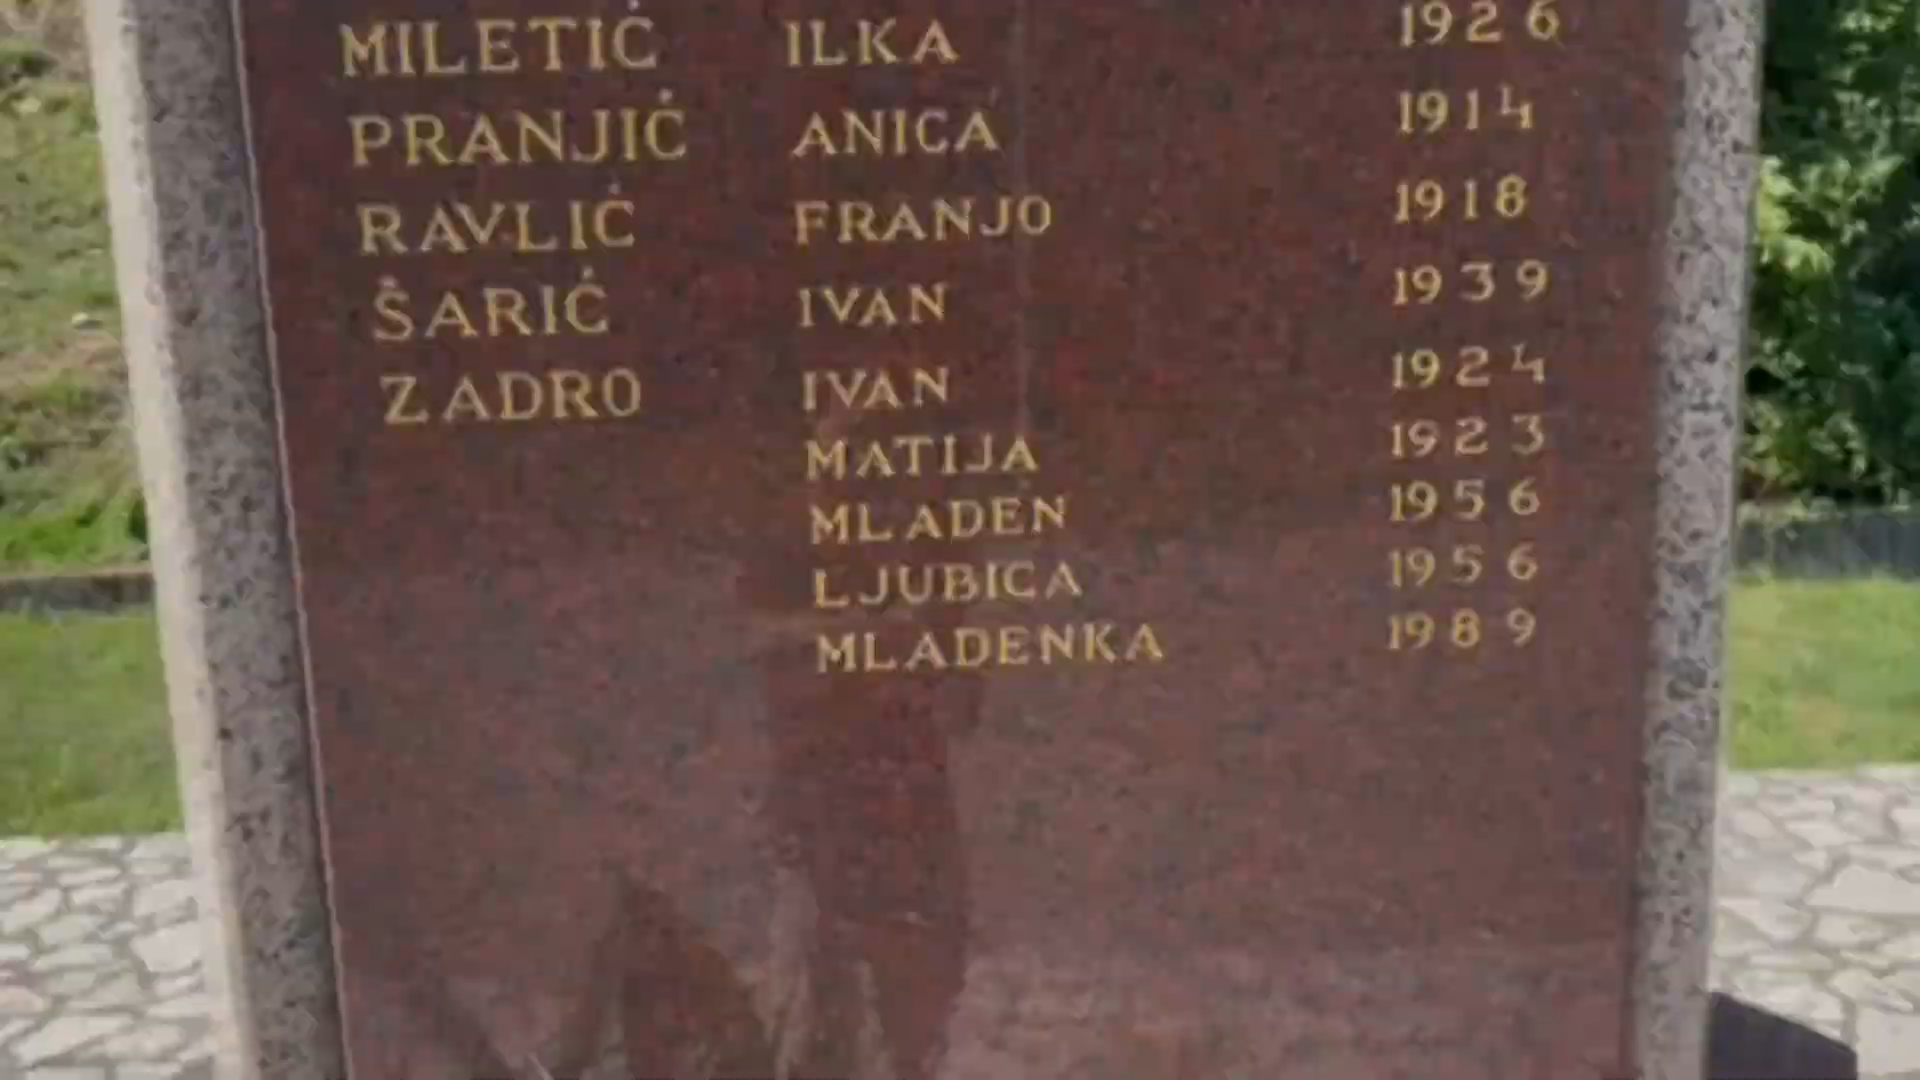 MILETIĆ ILKA 1926
PRANJIĆ ANICA 1914
RAVLIĆ FRANJO 1918
ŠARIĆ IVAN 1939
ZADRO IVAN 1924
MATIJA 1923
MLADEN 1956
LJUBICA 1956
MLADENKA 1989